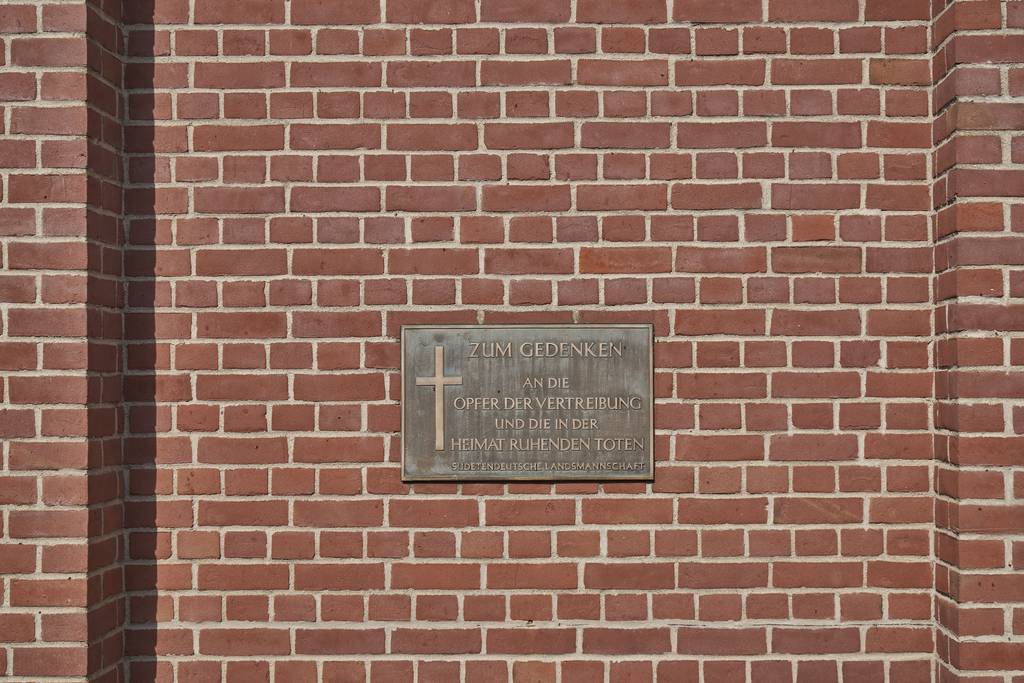 ZUM GEDENKEN
AN DIE
OPFER DER VERTREIBUNG
UND DIE IN DER
HEIMAT RUHENDEN TOTEN
SUDETENDEUTSCHE LANDSMANNSCHAFT